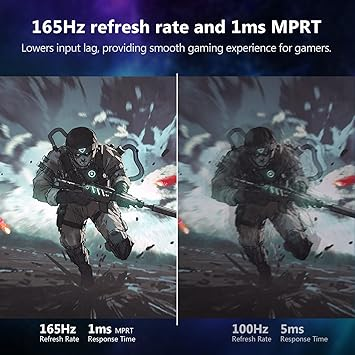 165Hz refresh rate and 1ms MPRT
Lowers input lag, providing smooth gaming experience for gamers.
165Hz 1ms MPRT 100Hz 5ms
Refresh Rate Response Time Refresh Rate Response Time